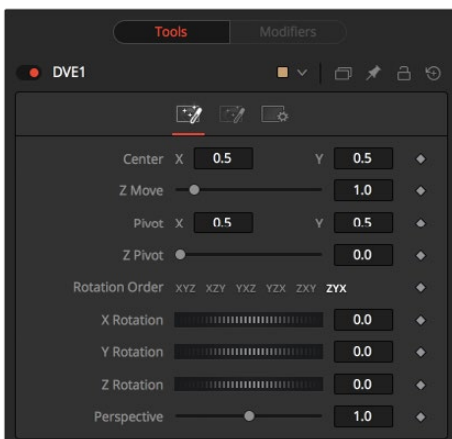 Tools Modifiers
DVE1
Center X 0.5 Y 0.5
Z Move 1.0
Pivot X 0.5 Y 0.5
Z Pivot 0.0
Rotation Order XYZ XZY YXZ YZX ZXY ZYX
X Rotation 0.0
Y Rotation 0.0
Z Rotation 0.0
Perspective 1.0